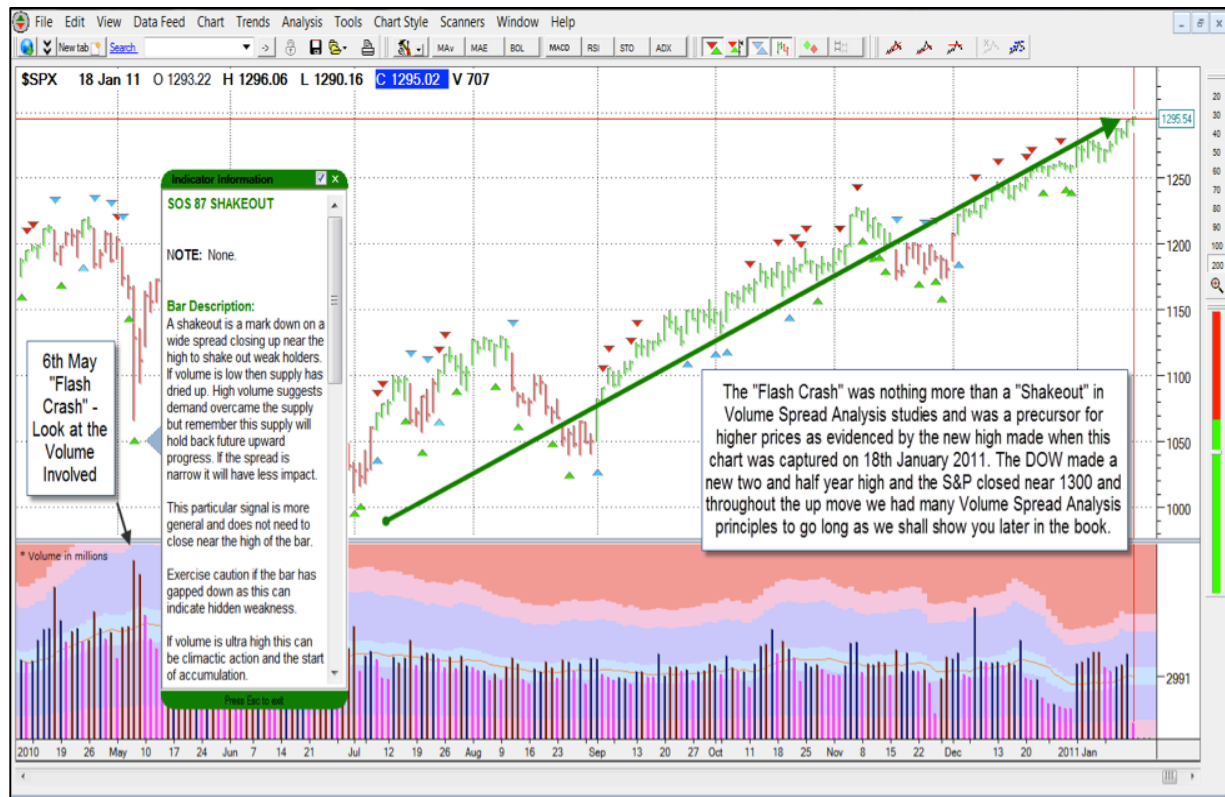 File Edit View Data Feed Chart Trends Analysis Tools Chart Style Scanners Window Help
New tab Search MAv MAE BOL MACD RSI STO ADX
$SPX 18 Jan 11 O 1293.22 H 1296.06 L 1290.16 C 1295.02 V 707
Indicator Information
SOS 87 SHAKEOUT
NOTE: None.
Bar Description:
A shakeout is a mark down on a
wide spread closing up near the
high to shake out weak holders.
If volume is low then supply has
dried up. High volume suggests
demand overcame the supply
but remember this supply will
hold back future upward
progress. If the spread is
narrow it will have less impact.
This particular signal is more
general and does not need to
close near the high of the bar.
Exercise caution if the bar has
gapped down as this can
indicate hidden weakness.
If volume is ultra high this can
be climactic action and the start
of accumulation.
Press Esc to exit
6th May
"Flash
Crash" -
Look at the
Volume
Involved
The "Flash Crash" was nothing more than a "Shakeout" in
Volume Spread Analysis studies and was a precursor for
higher prices as evidenced by the new high made when this
chart was captured on 18th January 2011. The DOW made a
new two and half year high and the S&P closed near 1300 and
throughout the up move we had many Volume Spread Analysis
principles to go long as we shall show you later in the book.
1295.54
1250
1200
1150
1100
1050
1000
20
30
40
50
60
70
80
90
100
200
* Volume in millions
2991
2010 19 26 May 10 17 24 Jun 7 14 21 Jul 12 19 26 Aug 9 16 23 Sep 13 20 27 Oct 11 18 25 Nov 8 15 22 Dec 13 20 2011 Jan